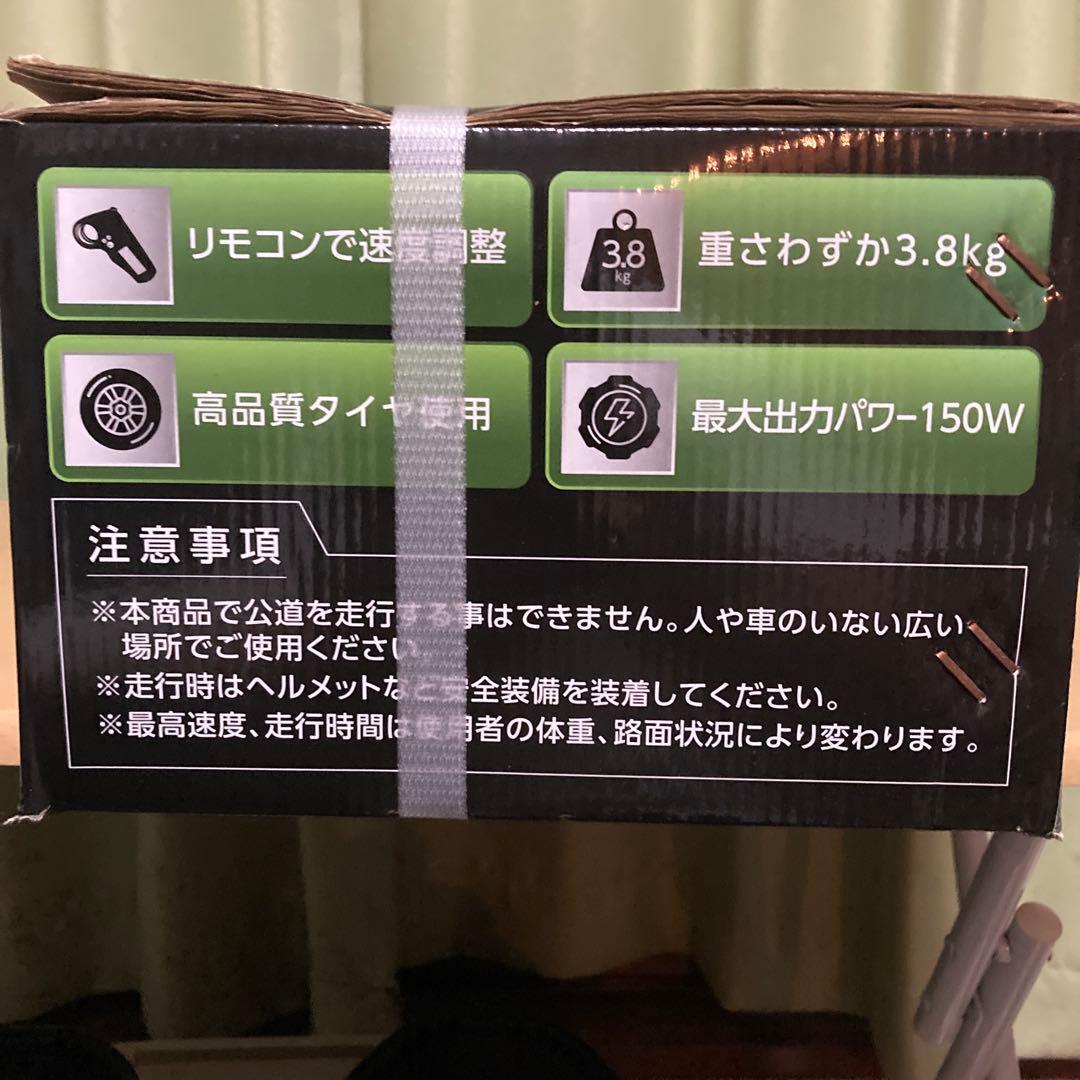 リモコンで速度調整
3.8
kg
重さわずか3.8kg
高品質タイヤ使用
最大出力パワー150W
注意事項
※本商品で公道を走行する事はできません。人や車のいない広い
場所でご使用ください。
※走行時はヘルメットなど安全装備を装着してください。
※最高速度、走行時間は使用者の体重、路面状況により変わります。